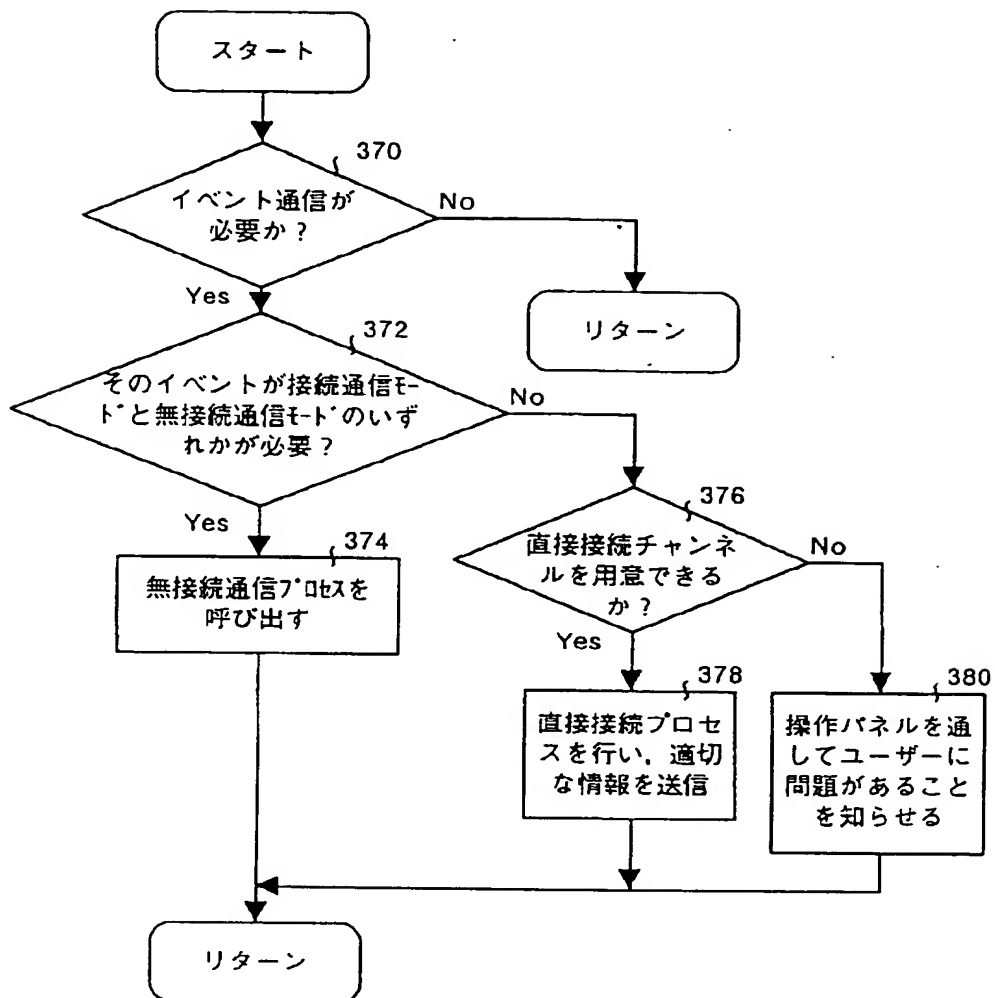 スタート
370
イベント通信が
必要か？
No
Yes
リターン
372
そのイベントが接続通信ﾓｰ
ﾄﾞと無接続通信ﾓｰﾄﾞのいず
れかが必要？
No
Yes
374
無接続通信ﾌﾟﾛｾｽを
呼び出す
376
直接接続チャンネ
ルを用意できる
か？
No
Yes
378
直接接続プロセ
スを行い，適切
な情報を送信
380
操作パネルを通
してユーザーに
問題があること
を知らせる
リターン